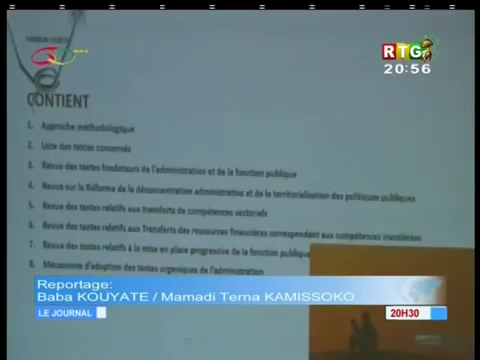 RTG
20:56
CONTIENT
1. Approche méthodologique
2. Liste des textes concernés
3. Revue des textes fondateurs de l'administration et de la fonction publique
4. Revue sur la Réforme de la déconcentration administrative et de la territorialisation des politiques publiques
5. Revue des textes relatifs aux transferts de compétences sectoriels
6. Revue des textes relatifs aux Transferts des ressources financières correspondant aux compétences transférées
7. Revue des textes relatifs à la mise en place progressive de la fonction publique
8. Mécanisme d'adoption des textes organiques de l'administration
Reportage:
Baba KOUYATE / Mamadi Terna KAMISSOKO
LE JOURNAL
20H30